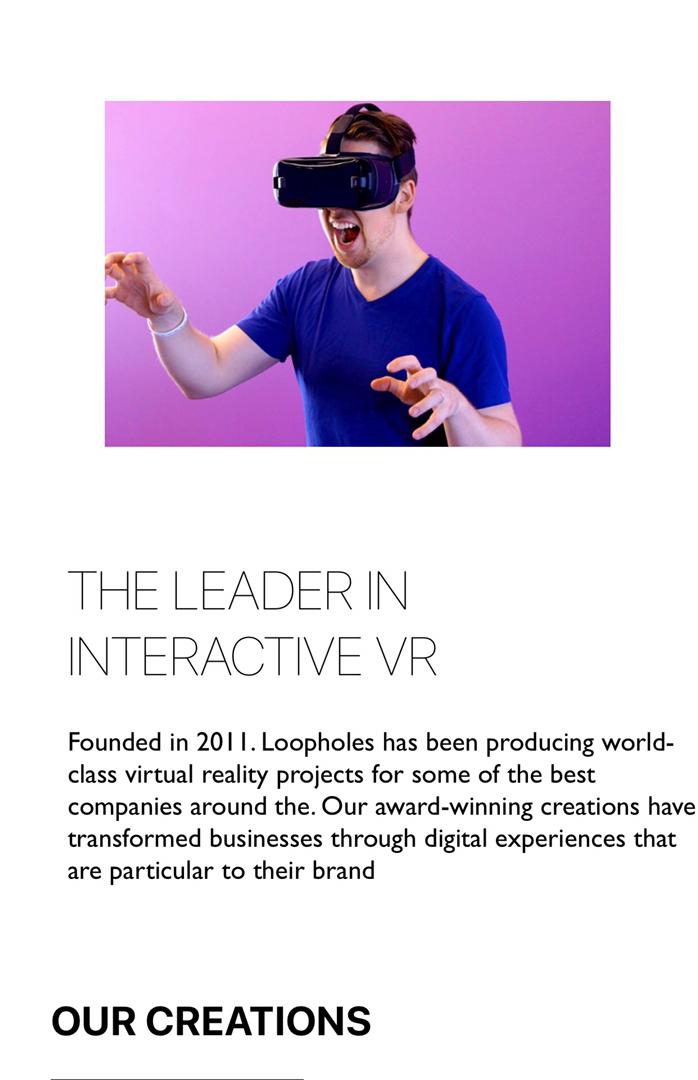 THE LEADER IN
INTERACTIVE VR
Founded in 2011. Loopholes has been producing world-
class virtual reality projects for some of the best
companies around the. Our award-winning creations have
transformed businesses through digital experiences that
are particular to their brand
OUR CREATIONS